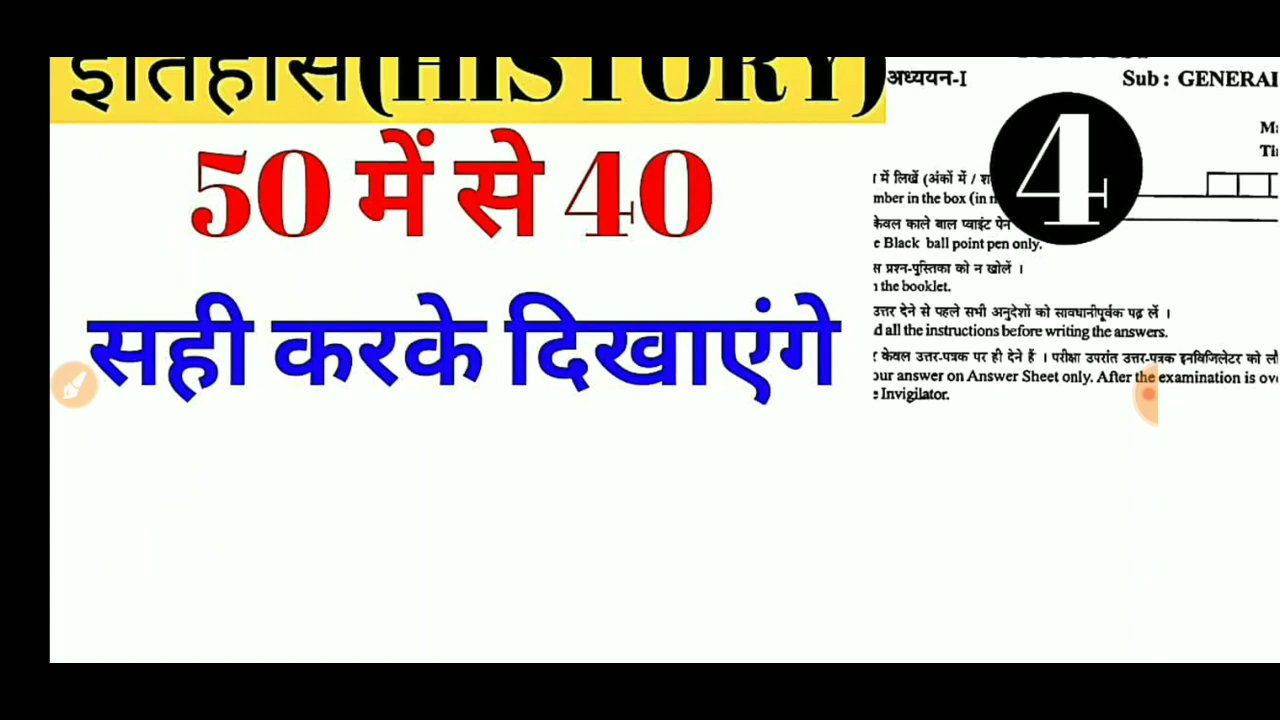 इतिहास(HISTORY)
50 में से 40
सही करके दिखाएंगे
अध्ययन-I
Sub : GENERAL
4
में लिखें (अंकों में /
in the box (in
केवल काले बाल प्वाइंट पेन
Black ball point pen only.
प्रश्न-पुस्तिका को न खोलें ।
the booklet.
उत्तर देने से पहले सभी अनुदेशों को सावधानीपूर्वक पढ़ लें ।
all the instructions before writing the answers.
केवल उत्तर-पत्रक पर ही देने हैं । परीक्षा उपरांत उत्तर-पत्रक इनविजिलेटर को
answer on Answer Sheet only. After the examination is
Invigilator.